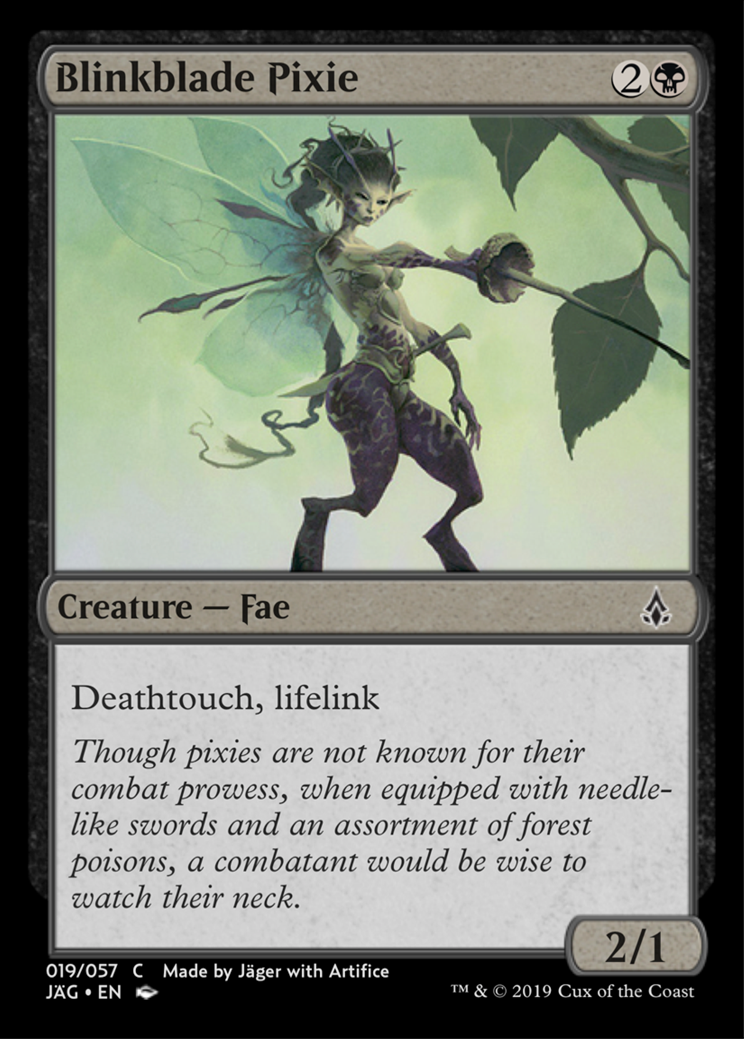 Blinkblade Pixie 2
Creature — Fae
Deathtouch, lifelink
Though pixies are not known for their
combat prowess, when equipped with needle-
like swords and an assortment of forest
poisons, a combatant would be wise to
watch their neck.
2/1
019/057 C Made by Jäger with Artifice
JÄG • EN ™ & © 2019 Cux of the Coast